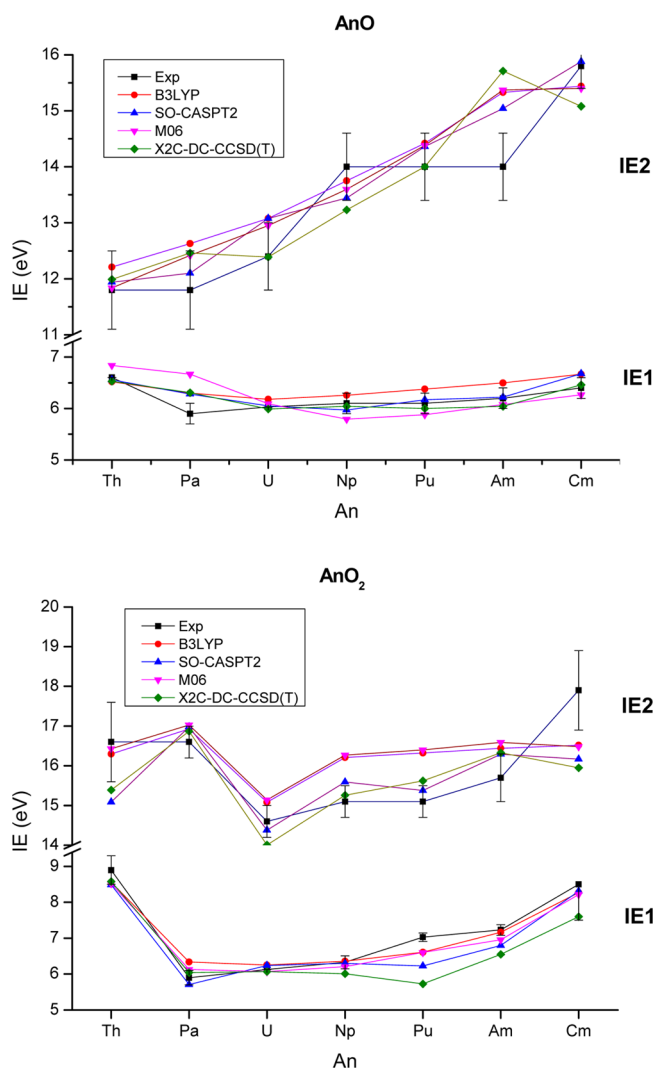 AnO
16
15
14
13
12
11
7
6
5
IE (eV)
Exp
B3LYP
SO-CASPT2
M06
X2C-DC-CCSD(T)
IE2
IE1
Th Pa U Np Pu Am Cm
An
AnO₂
20
19
18
17
16
15
14
9
8
7
6
5
IE (eV)
Exp
B3LYP
SO-CASPT2
M06
X2C-DC-CCSD(T)
IE2
IE1
Th Pa U Np Pu Am Cm
An